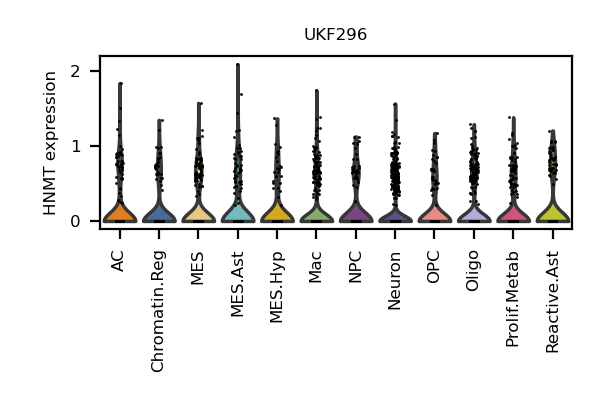 UKF296
HNMT expression
2
1
0
AC
Chromatin.Reg
MES
MES.Ast
MES.Hyp
Mac
NPC
Neuron
OPC
Oligo
Prolif.Metab
Reactive.Ast